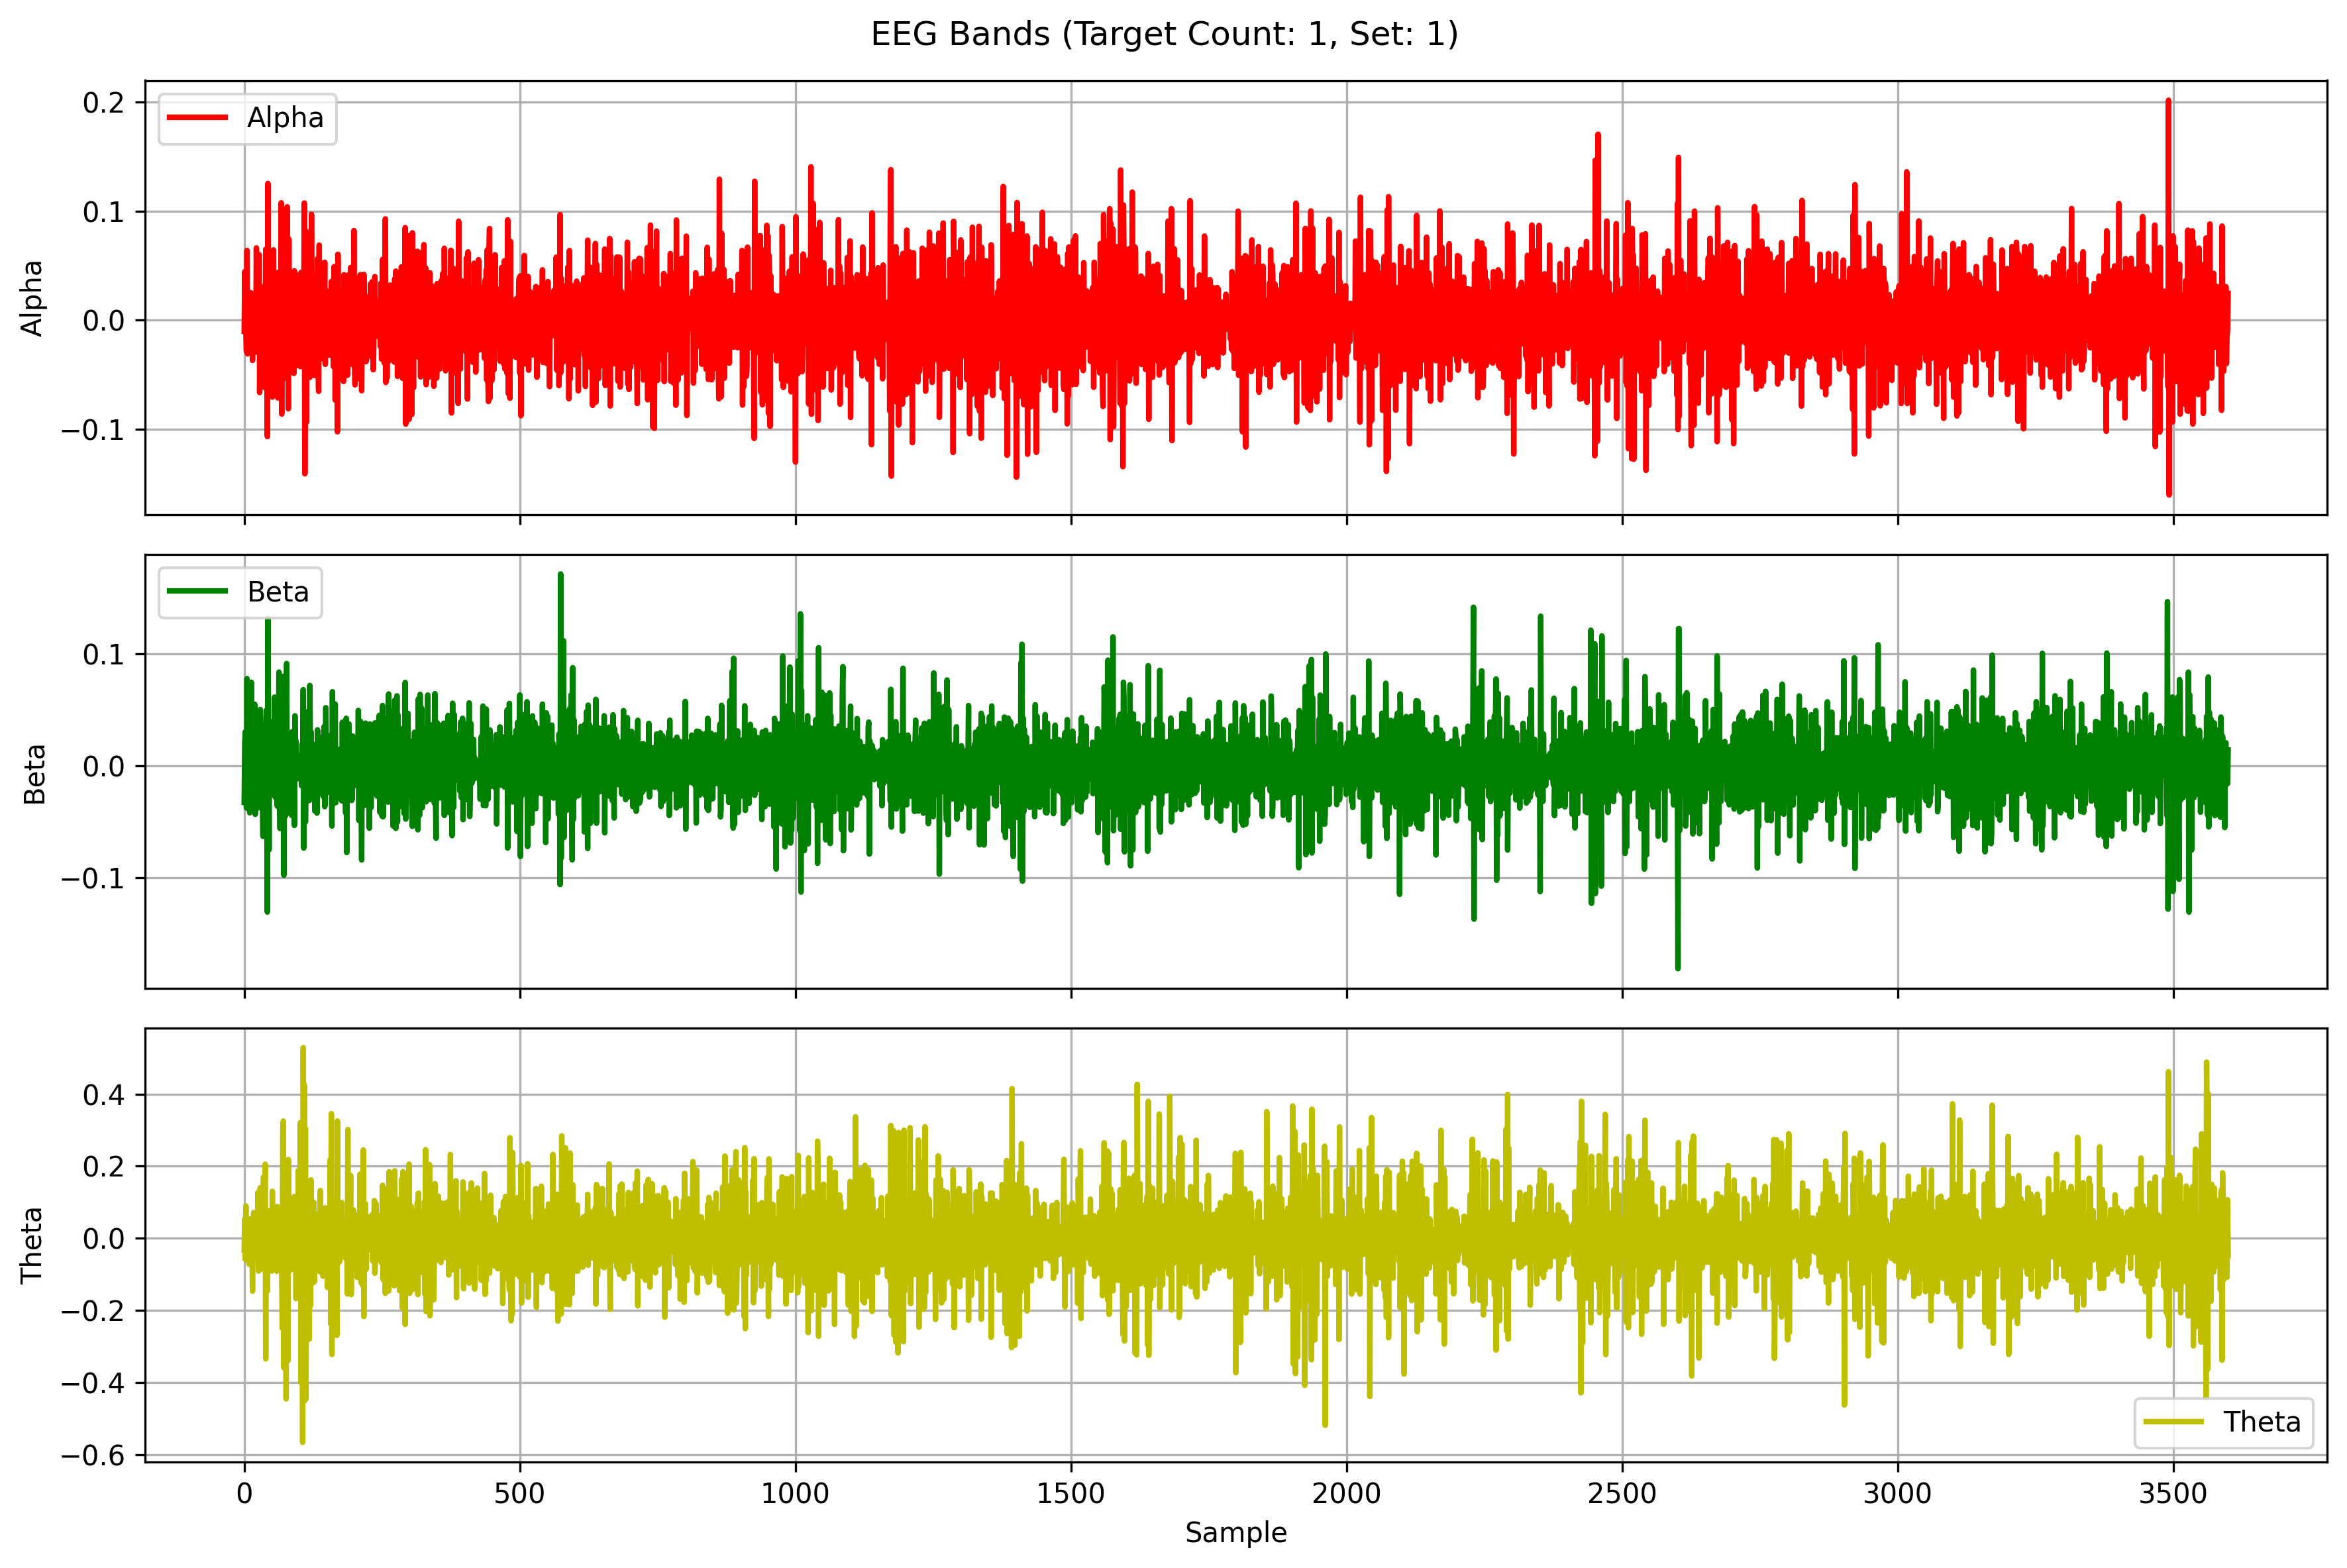 EEG Bands (Target Count: 1, Set: 1)
Alpha
0.2
0.1
0.0
−0.1
Alpha
Beta
0.1
0.0
−0.1
Beta
0.4
0.2
0.0
−0.2
−0.4
−0.6
Theta
Theta
0 500 1000 1500 2000 2500 3000 3500
Sample